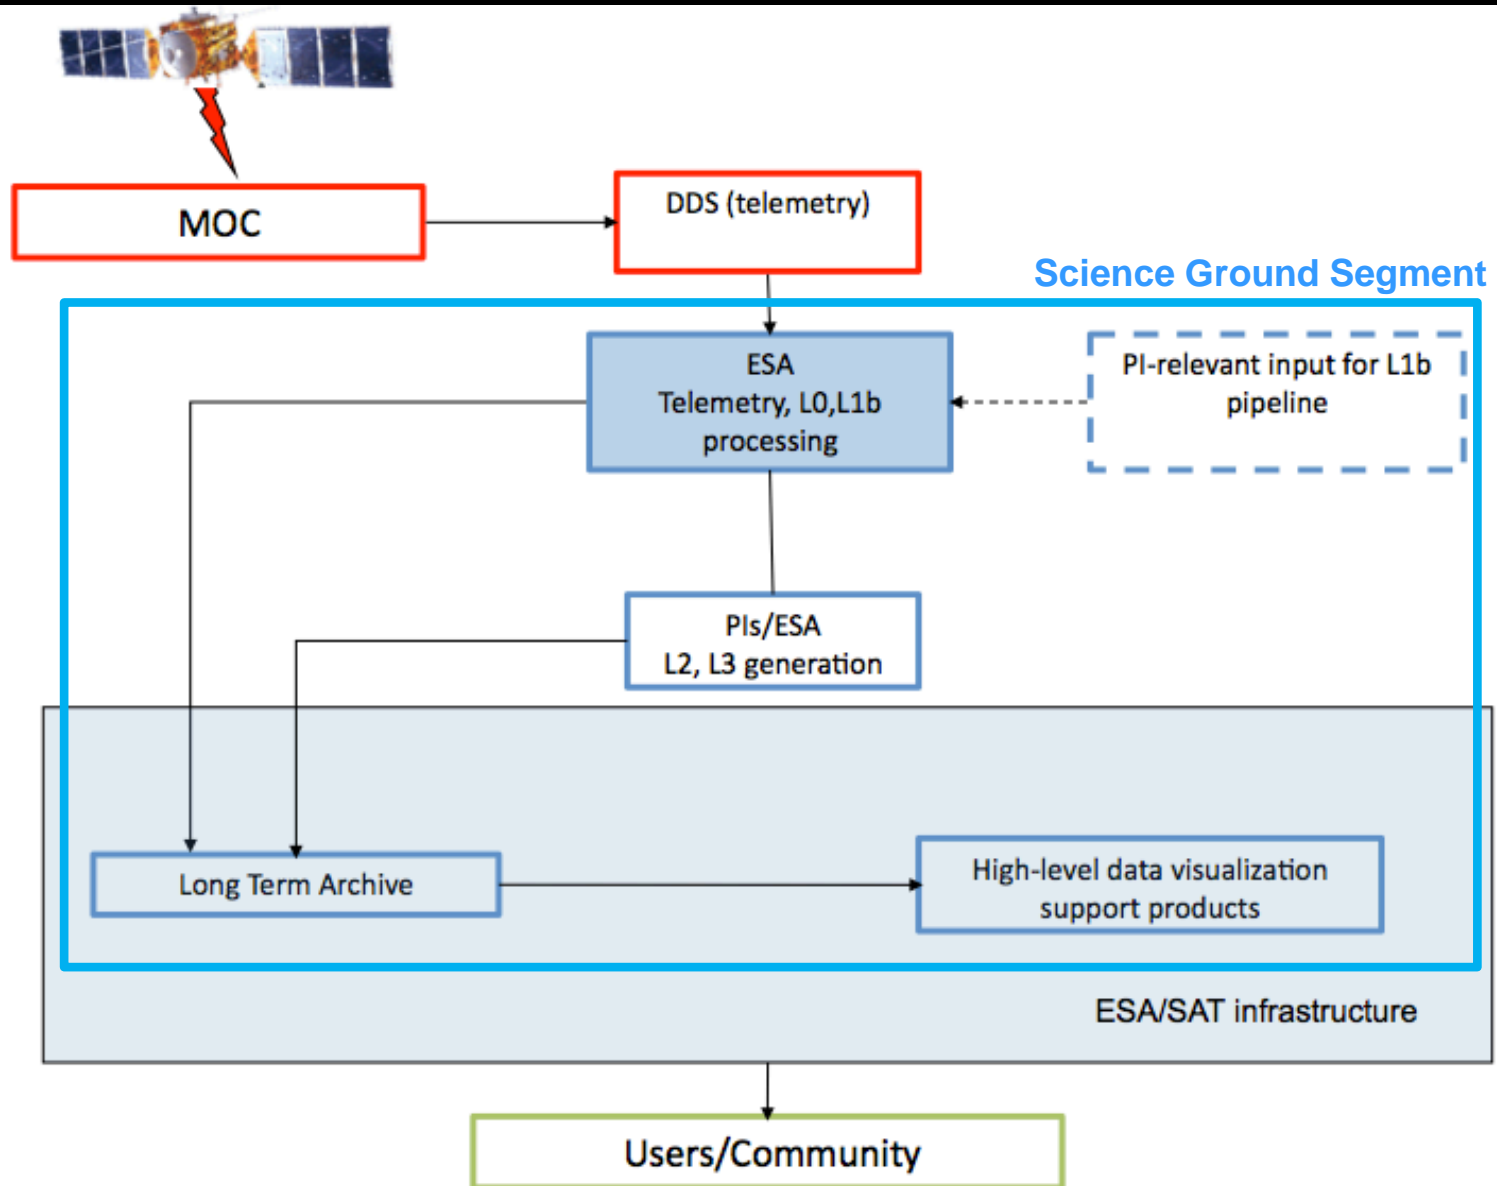 MOC
DDS (telemetry)
Science Ground Segment
ESA
Telemetry, L0,L1b
processing
PI-relevant input for L1b
pipeline
PIs/ESA
L2, L3 generation
Long Term Archive
High-level data visualization
support products
ESA/SAT infrastructure
Users/Community